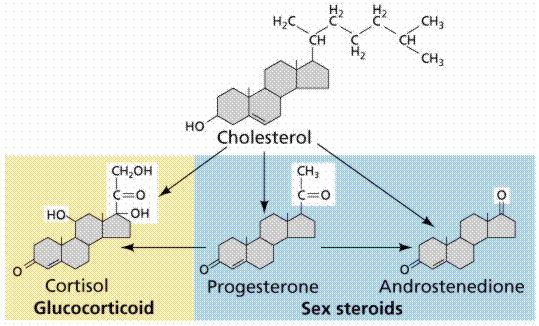 H₂C
H₂
C
H₂
C
CH₃
CH
C
H₂
CH
CH₃
HO
Cholesterol
CH₂OH
C=O
HO
OH
O
Cortisol
Glucocorticoid
CH₃
C=O
O
Progesterone
O
O
Androstenedione
Sex steroids